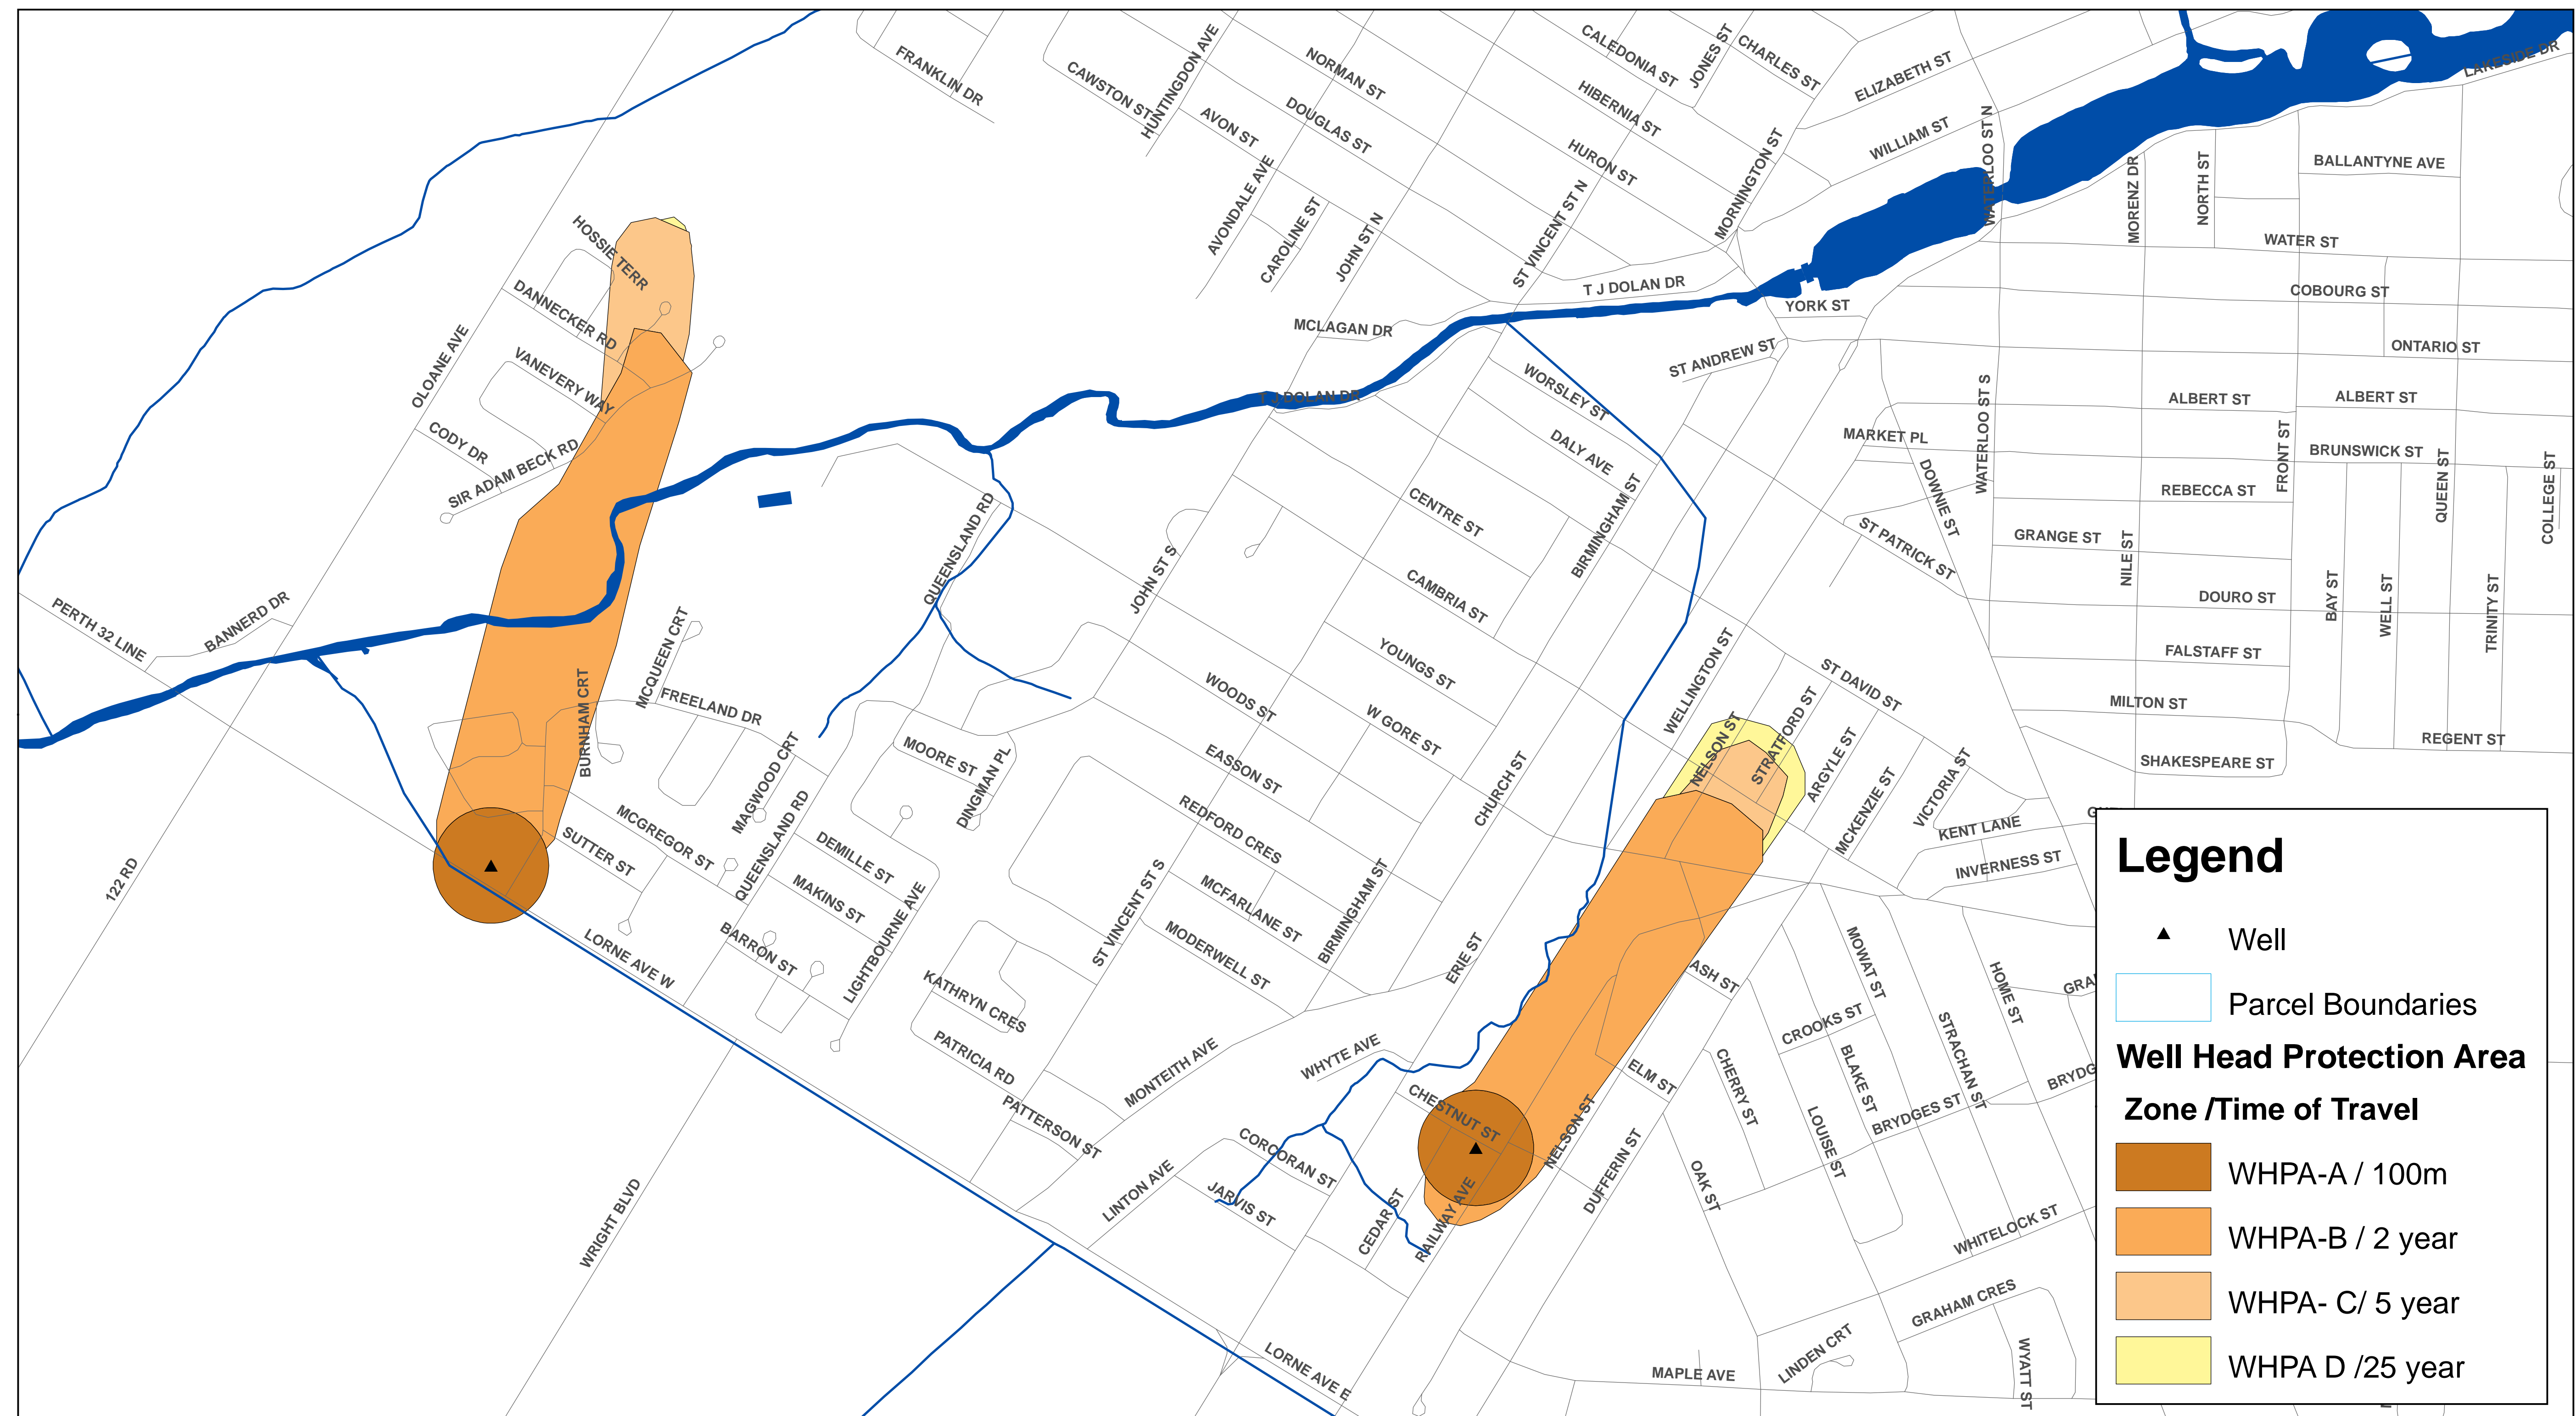 FRANKLIN DR
CAWSTON ST
HUNTINGDON AVE
NORMAN ST
CALEDONIA ST
JONES ST
CHARLES ST
ELIZABETH ST
LAKESIDE DR
AVON ST
DOUGLAS ST
HIBERNIA ST
HURON ST
WILLIAM ST
WATERLOO ST N
MORENZ DR
NORTH ST
BALLANTYNE AVE
AVONDALE AVE
CAROLINE ST
JOHN ST N
ST VINCENT ST N
MORNINGTON ST
WATER ST
HOSSIE TERR
DANNECKER RD
T J DOLAN DR
YORK ST
COBOURG ST
MCLAGAN DR
ONTARIO ST
OLOANE AVE
VANEVERY WAY
WORSLEY ST
ST ANDREW ST
T J DOLAN DR
ALBERT ST
ALBERT ST
CODY DR
SIR ADAM BECK RD
DALY AVE
MARKET PL
WATERLOO ST S
FRONT ST
BRUNSWICK ST
QUEEN ST
COLLEGE ST
QUEENSLAND RD
CENTRE ST
BIRMINGHAM ST
DOWNIE ST
REBECCA ST
ST PATRICK ST
GRANGE ST
NILE ST
JOHN ST S
CAMBRIA ST
DOURO ST
BAY ST
WELL ST
TRINITY ST
PERTH 32 LINE
BANNERD DR
MCQUEEN CRT
YOUNGS ST
WELLINGTON ST
ST DAVID ST
FALSTAFF ST
BURNHAM CRT
FREELAND DR
WOODS ST
W GORE ST
NELSON ST
STRATFORD ST
ARGYLE ST
MILTON ST
REGENT ST
SHAKESPEARE ST
MAGWOOD CRT
MOORE ST
DINGMAN PL
EASSON ST
CHURCH ST
MCKENZIE ST
VICTORIA ST
KENT LANE
INVERNESS ST
122 RD
SUTTER ST
MCGREGOR ST
QUEENSLAND RD
DEMILLE ST
MAKINS ST
LIGHTBOURNE AVE
REDFORD CRES
MCFARLANE ST
BIRMINGHAM ST
ST VINCENT ST S
MODERWELL ST
LORNE AVE W
BARRON ST
KATHRYN CRES
ERIE ST
ASH ST
MOWAT ST
HOME ST
GRA
PATRICIA RD
MONTEITH AVE
WHYTE AVE
CROOKS ST
STRACHAN ST
BRYDG
PATTERSON ST
CHESTNUT ST
ELM ST
CHERRY ST
BLAKE ST
BRYDGES ST
LOUISE ST
CORCORAN ST
NELSON ST
DUFFERIN ST
OAK ST
LINTON AVE
JARVIS ST
CEDAR ST
RAILWAY AVE
WRIGHT BLVD
WHITELOCK ST
GRAHAM CRES
LORNE AVE E
MAPLE AVE
LINDEN CRT
WYATT ST
Legend
Well
Parcel Boundaries
Well Head Protection Area
Zone /Time of Travel
WHPA-A / 100m
WHPA-B / 2 year
WHPA- C/ 5 year
WHPA D /25 year